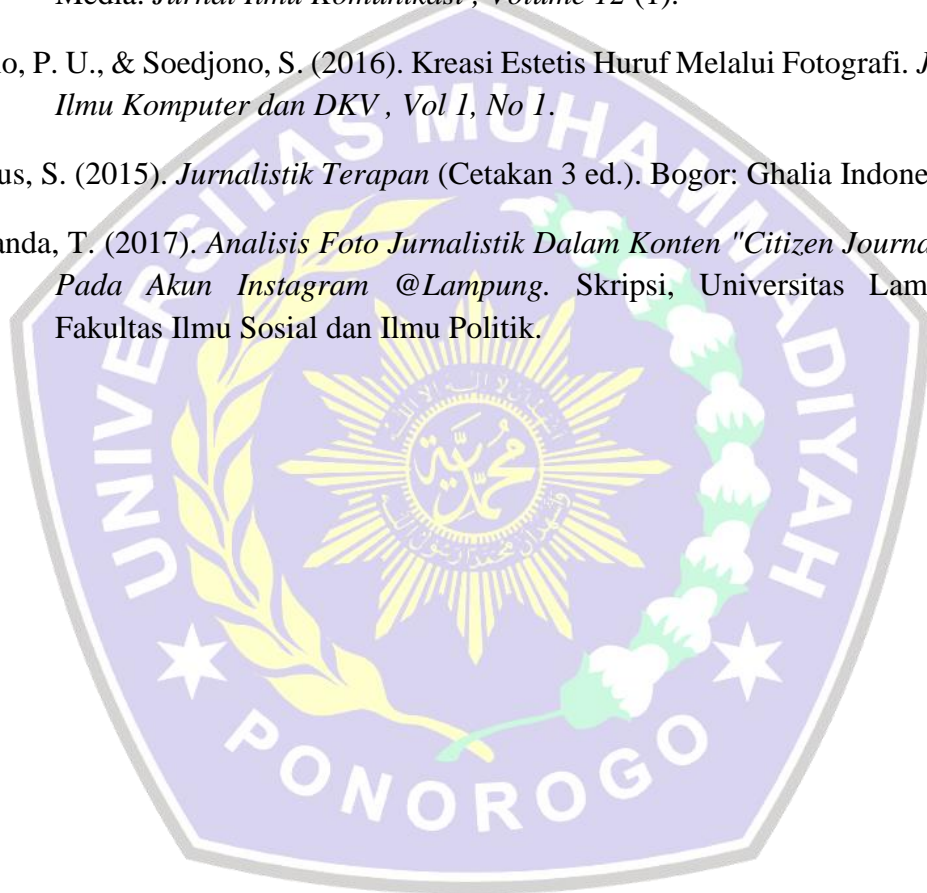 Media. Jurnal Ilmu Komunikasi , Volume 12 (1).
o, P. U., & Soedjono, S. (2016). Kreasi Estetis Huruf Melalui Fotografi. J
Ilmu Komputer dan DKV , Vol 1, No 1.
us, S. (2015). Jurnalistik Terapan (Cetakan 3 ed.). Bogor: Ghalia Indone
anda, T. (2017). Analisis Foto Jurnalistik Dalam Konten "Citizen Journa
Pada Akun Instagram @Lampung. Skripsi, Universitas Lam
Fakultas Ilmu Sosial dan Ilmu Politik.
UNIVERSITAS MUHAMMADIYAH
محمدية
PONOROGO